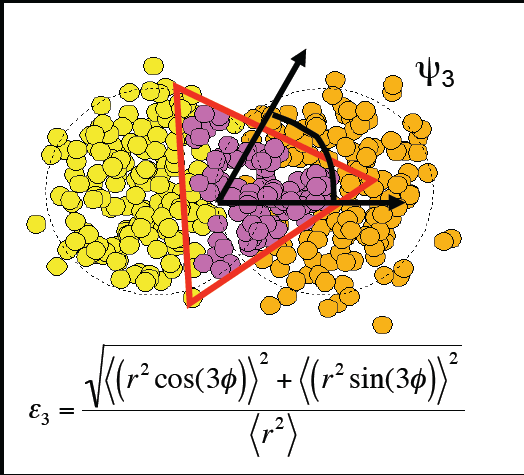 ψ₃
ε₃ = √(⟨(r² cos(3ϕ)⟩² + ⟨(r² sin(3ϕ)⟩²) / ⟨r²⟩